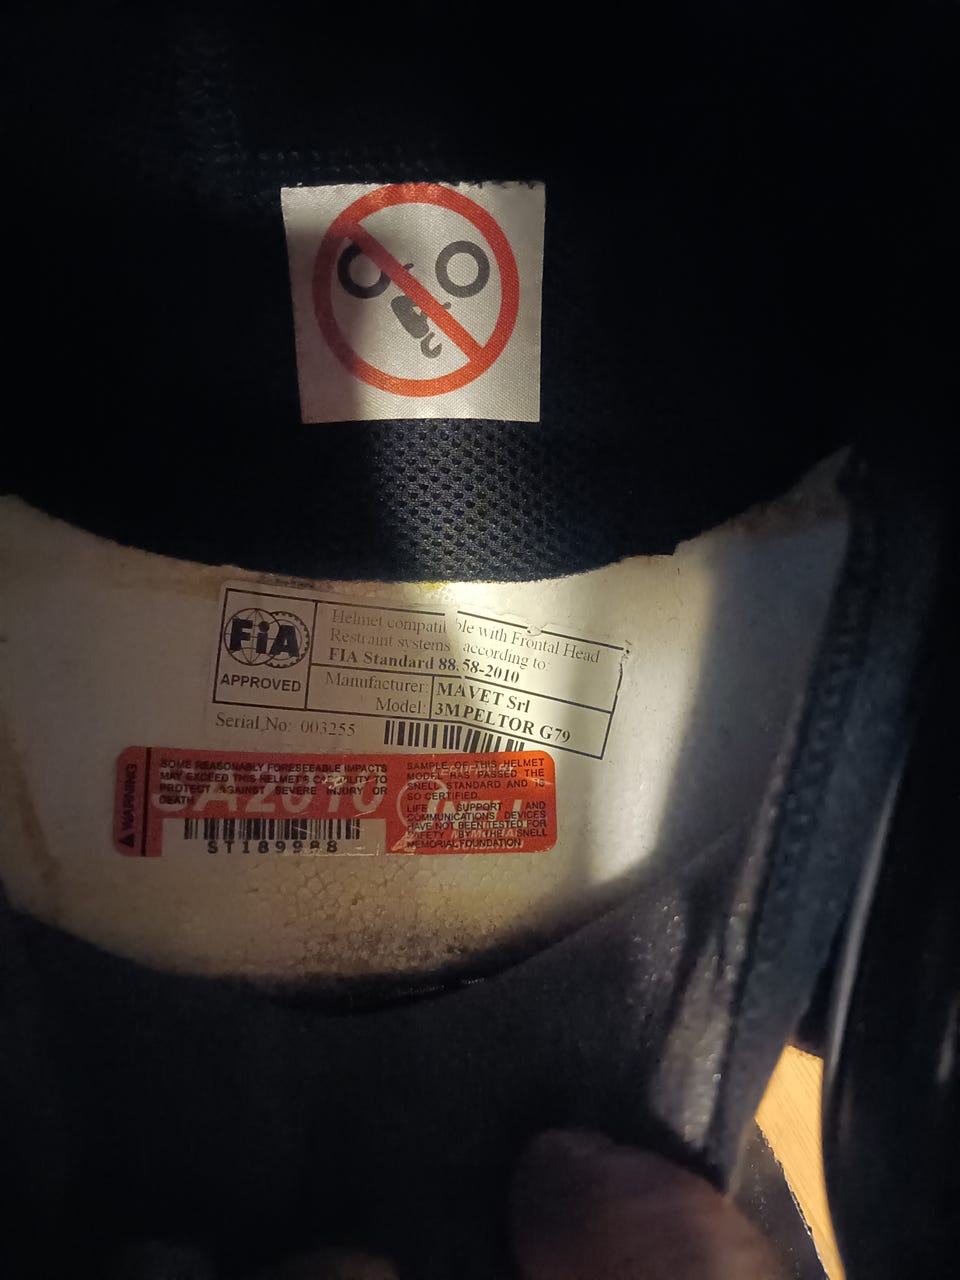 FiA
APPROVED
Helmet compatible with Frontal Head
Restraint systems according to:
FIA Standard 8858-2010
Manufacturer: MAVET Srl
Model: 3M PELTOR G79
Serial No: 003255
WARNING
SOME REASONABLY FORESEEABLE IMPACTS
MAY EXCEED THIS HELMET'S CAPABILITY TO
PROTECT AGAINST SEVERE INJURY OR
DEATH
SA2010
ST189988
SAMPLE OF THIS HELMET
MODEL HAS PASSED THE
SNELL STANDARD AND IS
SO CERTIFIED.
LIFE SUPPORT AND
COMMUNICATIONS DEVICES
HAVE NOT BEEN TESTED FOR
SAFETY BY THE SNELL
MEMORIAL FOUNDATION